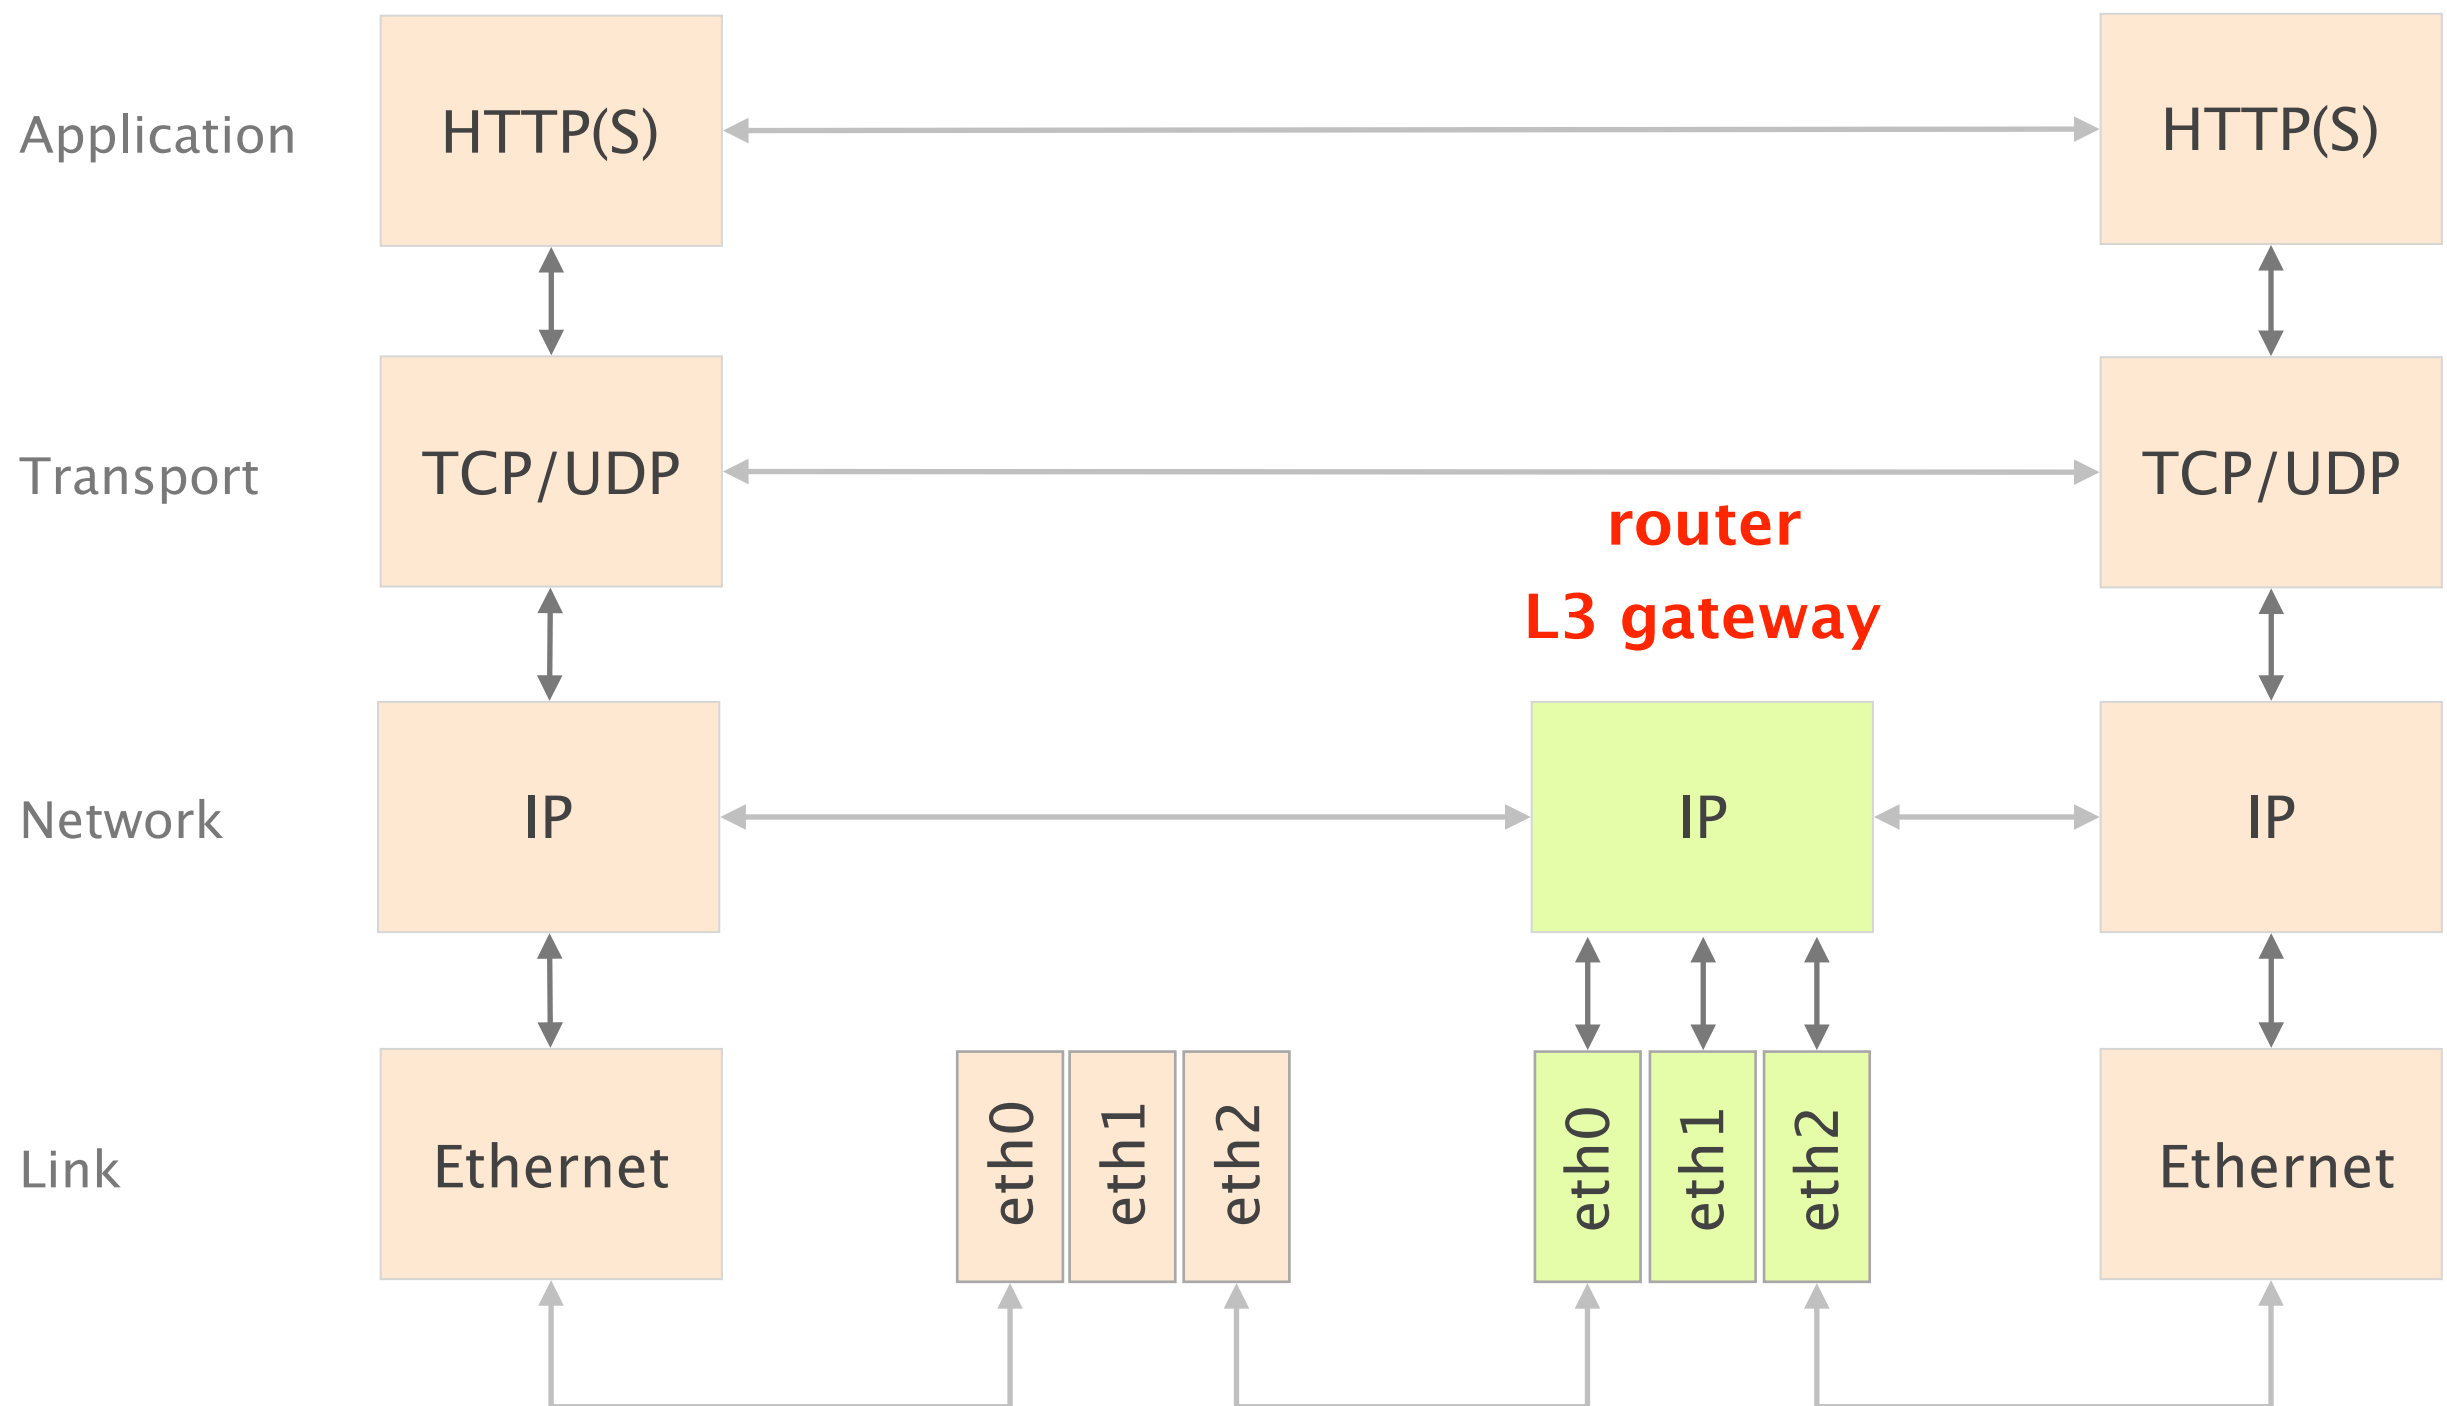 Application
HTTP(S)
HTTP(S)
Transport
TCP/UDP
TCP/UDP
router
L3 gateway
Network
IP
IP
IP
Link
Ethernet
eth0
eth1
eth2
eth0
eth1
eth2
Ethernet